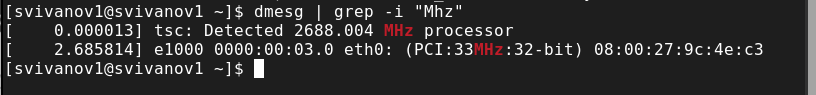 [svivanov1@svivanov1 ~]$ dmesg | grep -i "Mhz"
[    0.000013] tsc: Detected 2688.004 MHz processor
[    2.685814] e1000 0000:00:03.0 eth0: (PCI:33MHz:32-bit) 08:00:27:9c:4e:c3
[svivanov1@svivanov1 ~]$